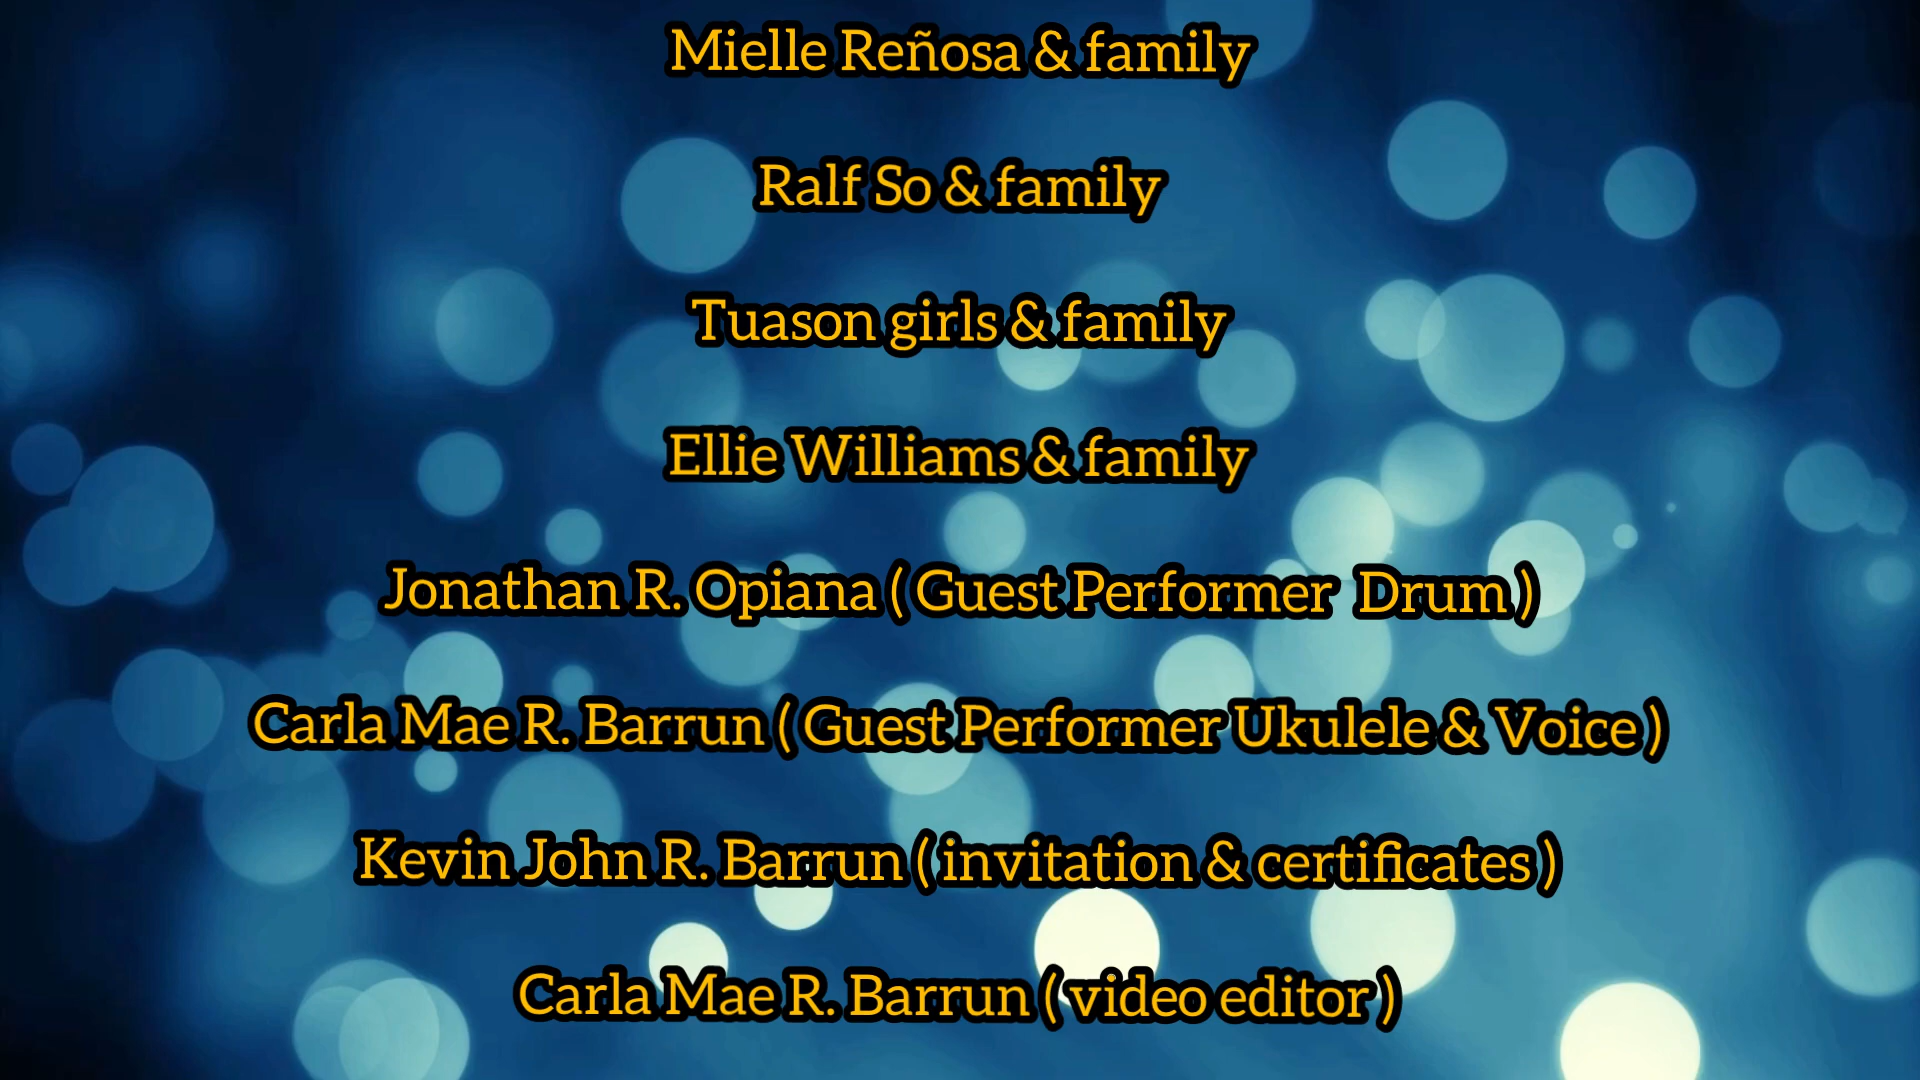 Mielle Reñosa & family
Ralf So & family
Tuason girls & family
Ellie Williams & family
Jonathan R. Opiana ( Guest Performer  Drum )
Carla Mae R. Barrun ( Guest Performer Ukulele & Voice )
Kevin John R. Barrun ( invitation & certificates )
Carla Mae R. Barrun ( video editor )